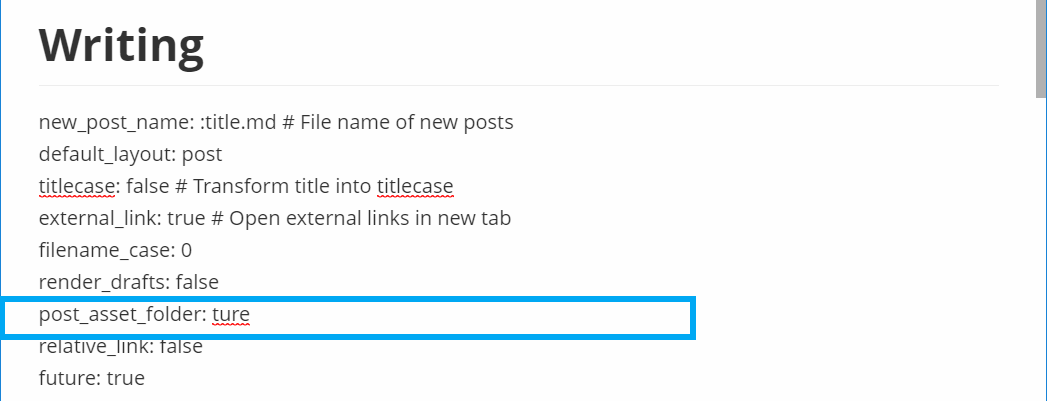 Writing
new_post_name: :title.md # File name of new posts
default_layout: post
titlecase: false # Transform title into titlecase
external_link: true # Open external links in new tab
filename_case: 0
render_drafts: false
post_asset_folder: ture
relative_link: false
future: true